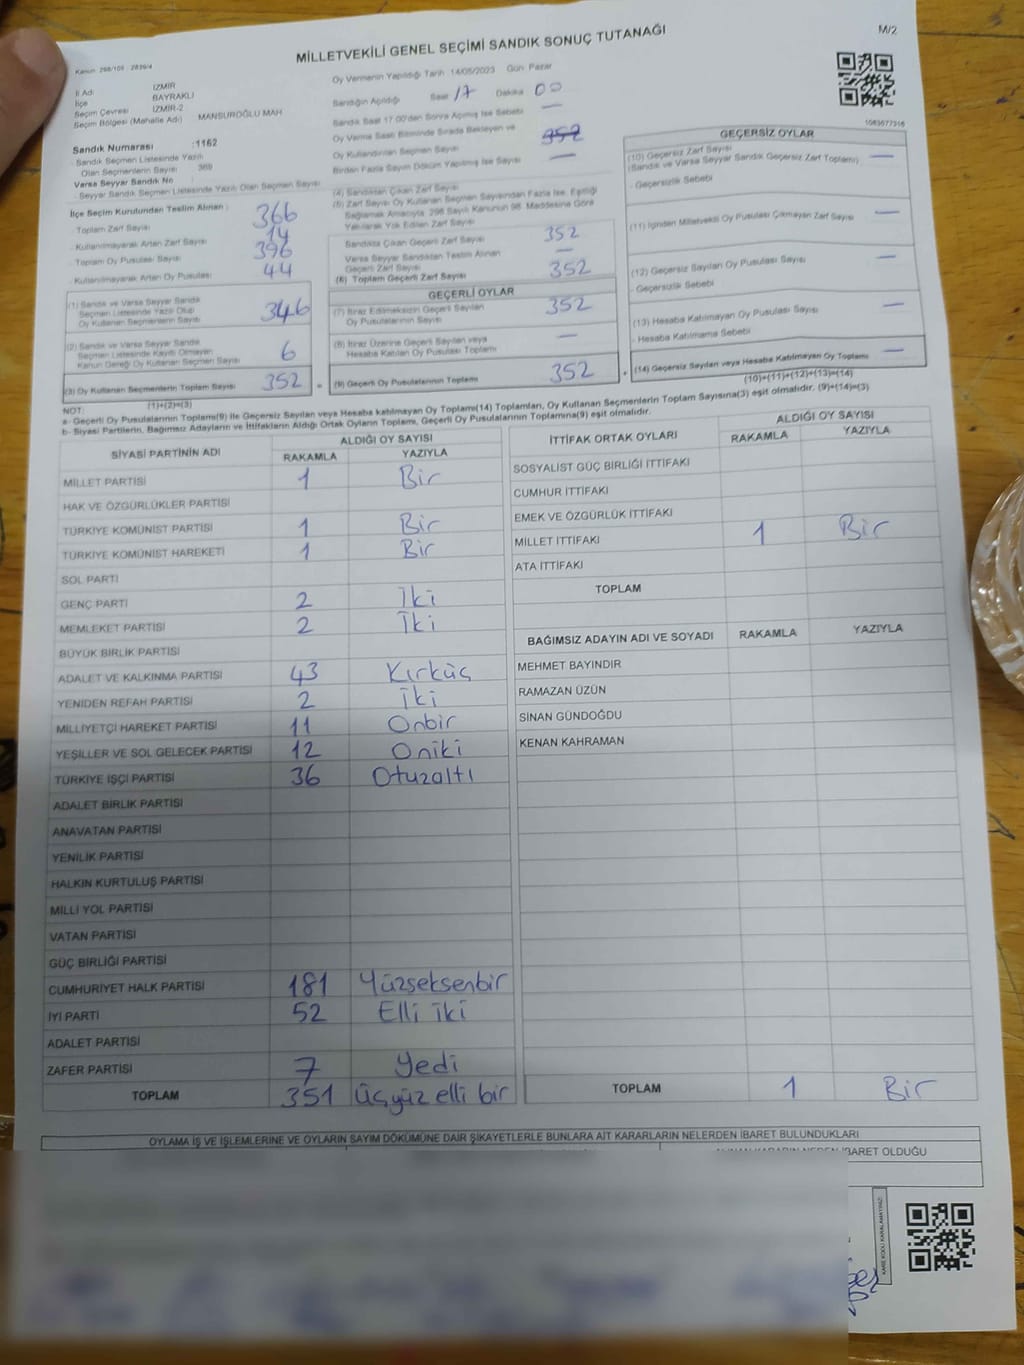 M/2
MİLLETVEKİLİ GENEL SEÇİMİ SANDIK SONUÇ TUTANAĞI
Kanun: 298/105 - 2839/4
İl Adı İZMİR
İlçe BAYRAKLI
Seçim Çevresi İZMİR-2
Seçim Bölgesi (Mahalle Adı) MANSUROĞLU MAH
Sandık Numarası :1162
- Sandık Seçmen Listesinde Yazılı
Olan Seçmenlerin Sayısı 369
Varsa Seyyar Sandık No
- Seyyar Sandık Seçmen Listesinde Yazılı Olan Seçmen Sayısı
İlçe Seçim Kurulundan Teslim Alınan :
- Toplam Zarf Sayısı 366
- Kullanılmayarak Artan Zarf Sayısı 14
- Toplam Oy Pusulası Sayısı 396
- Kullanılmayarak Artan Oy Pusulası 44
(1) Sandık ve Varsa Seyyar Sandık
Seçmen Listesinde Yazılı Olup
Oy Kullanan Seçmenlerin Sayısı 346
(2) Sandık ve Varsa Seyyar Sandık
Seçmen Listesinde Kayıtlı Olmayan
Kanun Gereği Oy Kullanan Seçmen Sayısı 6
(3) Oy Kullanan Seçmenlerin Toplam Sayısı 352 =
(1)+(2)=(3)
Oy Vermenin Yapıldığı Tarih 14/05/2023 Gün: Pazar
Sandığın Açıldığı Saat 17 Dakika 00
Sandık Saat 17.00'den Sonra Açılmış İse Sebebi —
Oy Verme Saati Bitiminde Sırada Bekleyen ve
Oy Kullandırılan Seçmen Sayısı 352
Birden Fazla Sayım Döküm Yapılmış İse Sayısı —
(4) Sandıktan Çıkan Zarf Sayısı
(5) Zarf Sayısı Oy Kullanan Seçmen Sayısından Fazla İse, Eşitliği
Sağlamak Amacıyla, 298 Sayılı Kanunun 98. Maddesine Göre
Yakılarak Yok Edilen Zarf Sayısı
Sandıkta Çıkan Geçerli Zarf Sayısı 352
Varsa Seyyar Sandıktan Teslim Alınan
Geçerli Zarf Sayısı —
(6) Toplam Geçerli Zarf Sayısı 352
GEÇERLİ OYLAR
(7) İtiraz Edilmeksizin Geçerli Sayılan
Oy Pusulalarının Sayısı 352
(8) İtiraz Üzerine Geçerli Sayılan veya
Hesaba Katılan Oy Pusulası Toplamı —
(9) Geçerli Oy Pusulalarının Toplamı 352 +
1083677316
GEÇERSİZ OYLAR
(10) Geçersiz Zarf Sayısı
(Sandık ve Varsa Seyyar Sandık Geçersiz Zarf Toplamı) —
- Geçersizlik Sebebi
(11) İçinden Milletvekili Oy Pusulası Çıkmayan Zarf Sayısı —
(12) Geçersiz Sayılan Oy Pusulası Sayısı —
- Geçersizlik Sebebi
(13) Hesaba Katılmayan Oy Pusulası Sayısı —
- Hesaba Katılmama Sebebi
(14) Geçersiz Sayılan veya Hesaba Katılmayan Oy Toplamı —
(10)+(11)+(12)+(13)=(14)
NOT:
a- Geçerli Oy Pusulalarının Toplamı(9) ile Geçersiz Sayılan veya Hesaba katılmayan Oy Toplamı(14) Toplamları, Oy Kullanan Seçmenlerin Toplam Sayısına(3) eşit olmalıdır. (9)+(14)=(3)
b- Siyasi Partilerin, Bağımsız Adayların ve İttifakların Aldığı Ortak Oyların Toplamı, Geçerli Oy Pusulalarının Toplamına(9) eşit olmalıdır.
SİYASİ PARTİNİN ADI ALDIĞI OY SAYISI
RAKAMLA YAZIYLA
MİLLET PARTİSİ 1 Bir
HAK VE ÖZGÜRLÜKLER PARTİSİ
TÜRKİYE KOMÜNİST PARTİSİ 1 Bir
TÜRKİYE KOMÜNİST HAREKETİ 1 Bir
SOL PARTİ
GENÇ PARTİ 2 İki
MEMLEKET PARTİSİ 2 İki
BÜYÜK BİRLİK PARTİSİ
ADALET VE KALKINMA PARTİSİ 43 Kırküç
YENİDEN REFAH PARTİSİ 2 İki
MİLLİYETÇİ HAREKET PARTİSİ 11 Onbir
YEŞİLLER VE SOL GELECEK PARTİSİ 12 Oniki
TÜRKİYE İŞÇİ PARTİSİ 36 Otuzaltı
ADALET BİRLİK PARTİSİ
ANAVATAN PARTİSİ
YENİLİK PARTİSİ
HALKIN KURTULUŞ PARTİSİ
MİLLİ YOL PARTİSİ
VATAN PARTİSİ
GÜÇ BİRLİĞİ PARTİSİ
CUMHURİYET HALK PARTİSİ 181 Yüzseksenbir
İYİ PARTİ 52 Elli iki
ADALET PARTİSİ
ZAFER PARTİSİ 7 Yedi
TOPLAM 351 Üçyüz elli bir
İTTİFAK ORTAK OYLARI ALDIĞI OY SAYISI
RAKAMLA YAZIYLA
SOSYALİST GÜÇ BİRLİĞİ İTTİFAKI
CUMHUR İTTİFAKI
EMEK VE ÖZGÜRLÜK İTTİFAKI
MİLLET İTTİFAKI 1 Bir
ATA İTTİFAKI
TOPLAM
BAĞIMSIZ ADAYIN ADI VE SOYADI RAKAMLA YAZIYLA
MEHMET BAYINDIR
RAMAZAN ÜZÜN
SİNAN GÜNDOĞDU
KENAN KAHRAMAN
TOPLAM 1 Bir
OYLAMA İŞ VE İŞLEMLERİNE VE OYLARIN SAYIM DÖKÜMÜNE DAİR ŞİKAYETLERLE BUNLARA AİT KARARLARIN NELERDEN İBARET BULUNDUKLARI
İBARET OLDUĞU
KARE KODU KARALAMAYINIZ!